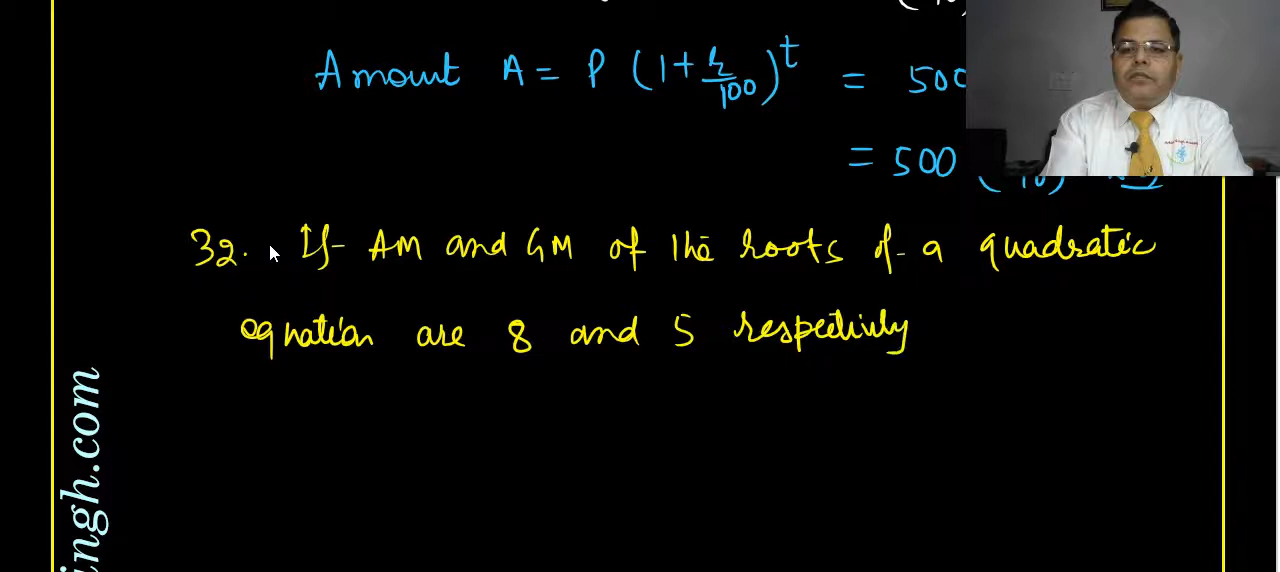 Amount A = P (1 + r/100)^t = 500
= 500
32. If AM and GM of the roots of a quadratic
equation are 8 and 5 respectivly
ingh.com